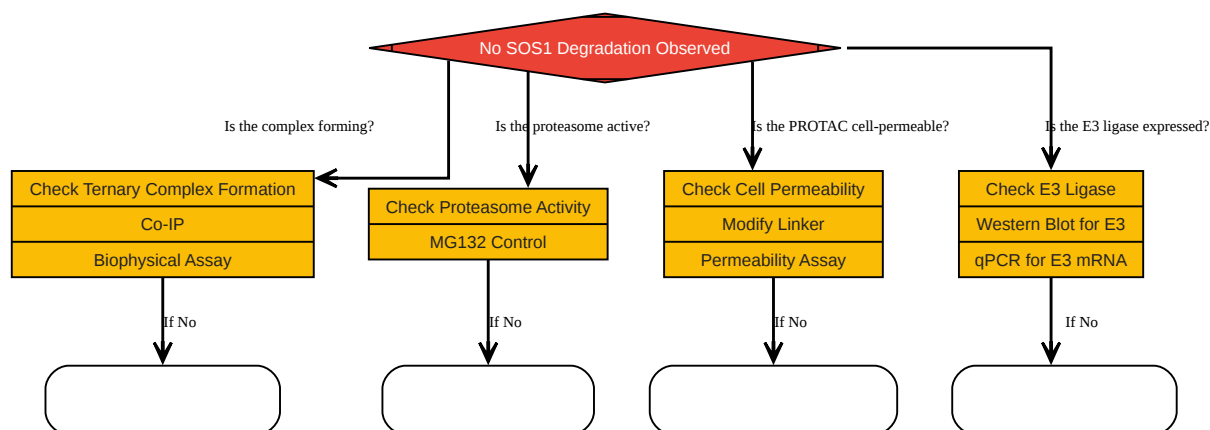 No SOS1 Degradation Observed
Is the complex forming?
Is the proteasome active?
Is the PROTAC cell-permeable?
Is the E3 ligase expressed?
Check Ternary Complex Formation
Co-IP
Biophysical Assay
Check Proteasome Activity
MG132 Control
Check Cell Permeability
Modify Linker
Permeability Assay
Check E3 Ligase
Western Blot for E3
qPCR for E3 mRNA
If No
If No
If No
If No